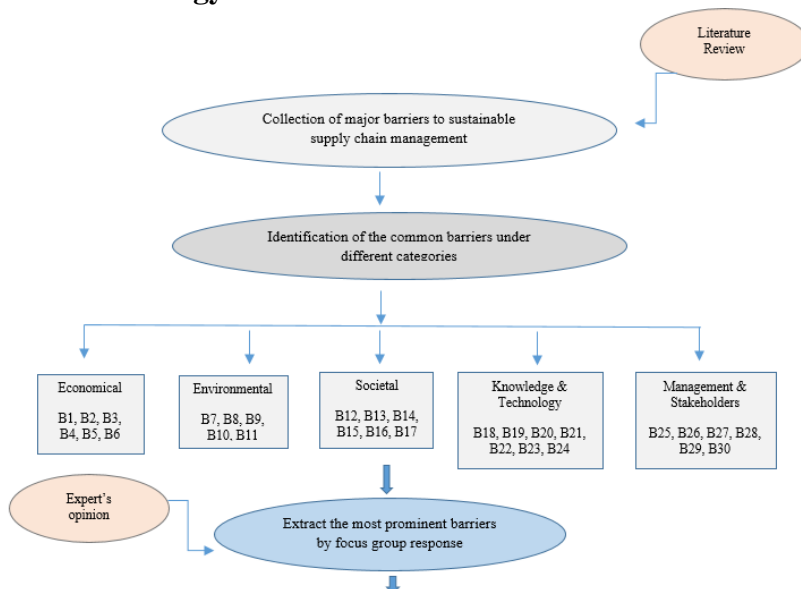 Literature
Review
Collection of major barriers to sustainable
supply chain management
Identification of the common barriers under
different categories
Economical
B1, B2, B3,
B4, B5, B6
Environmental
B7, B8, B9,
B10, B11
Societal
B12, B13, B14,
B15, B16, B17
Knowledge &
Technology
B18, B19, B20, B21,
B22, B23, B24
Management &
Stakeholders
B25, B26, B27, B28,
B29, B30
Expert's
opinion
Extract the most prominent barriers
by focus group response